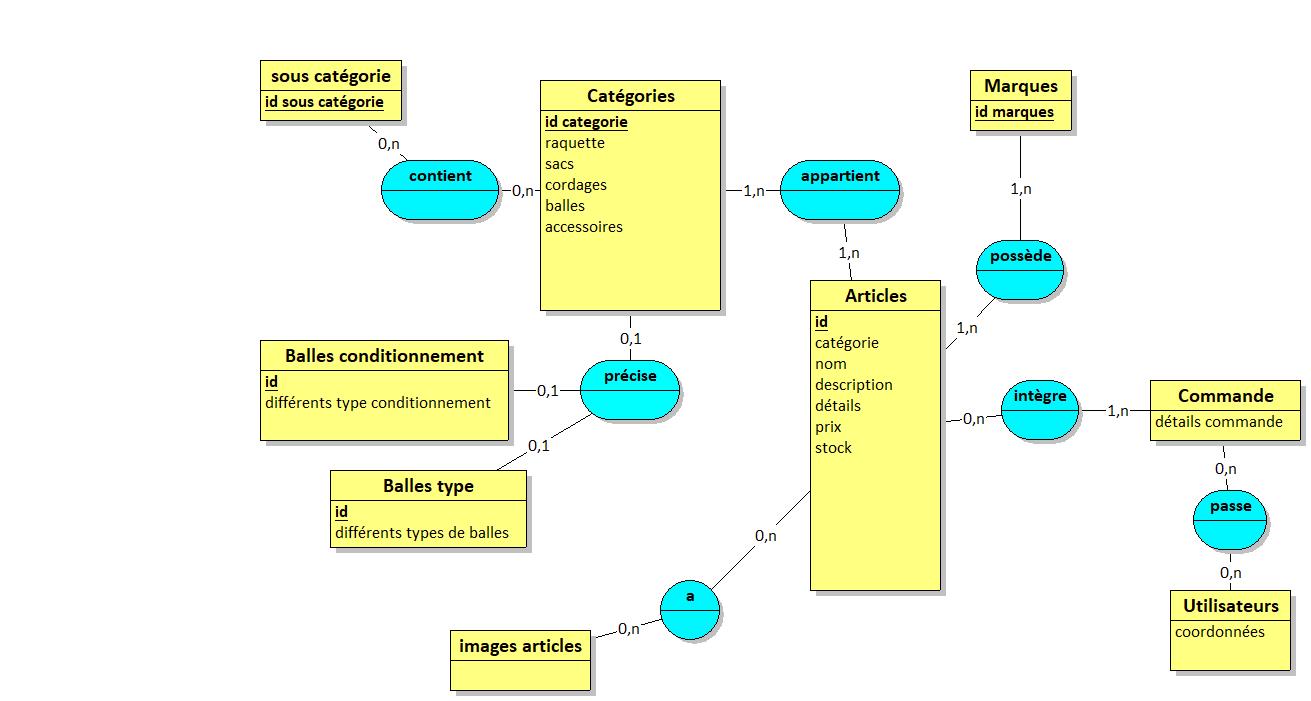 sous catégorie
id sous catégorie
0,n
contient
0,n
Catégories
id categorie
raquette
sacs
cordages
balles
accessoires
1,n
appartient
1,n
Marques
id marques
1,n
possède
1,n
Articles
id
catégorie
nom
description
détails
prix
stock
0,1
précise
0,1
Balles conditionnement
id
différents type conditionnement
0,1
Balles type
id
différents types de balles
0,n
intègre
1,n
Commande
détails commande
0,n
passe
0,n
Utilisateurs
coordonnées
0,n
a
0,n
images articles